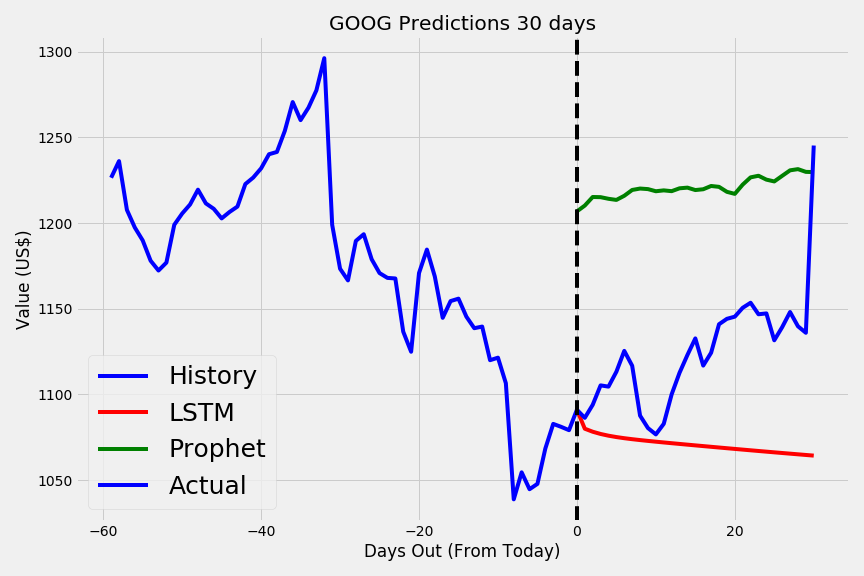 GOOG Predictions 30 days
Value (US$)
1300
1250
1200
1150
1100
1050
History
LSTM
Prophet
Actual
−60
−40
−20
0
20
Days Out (From Today)